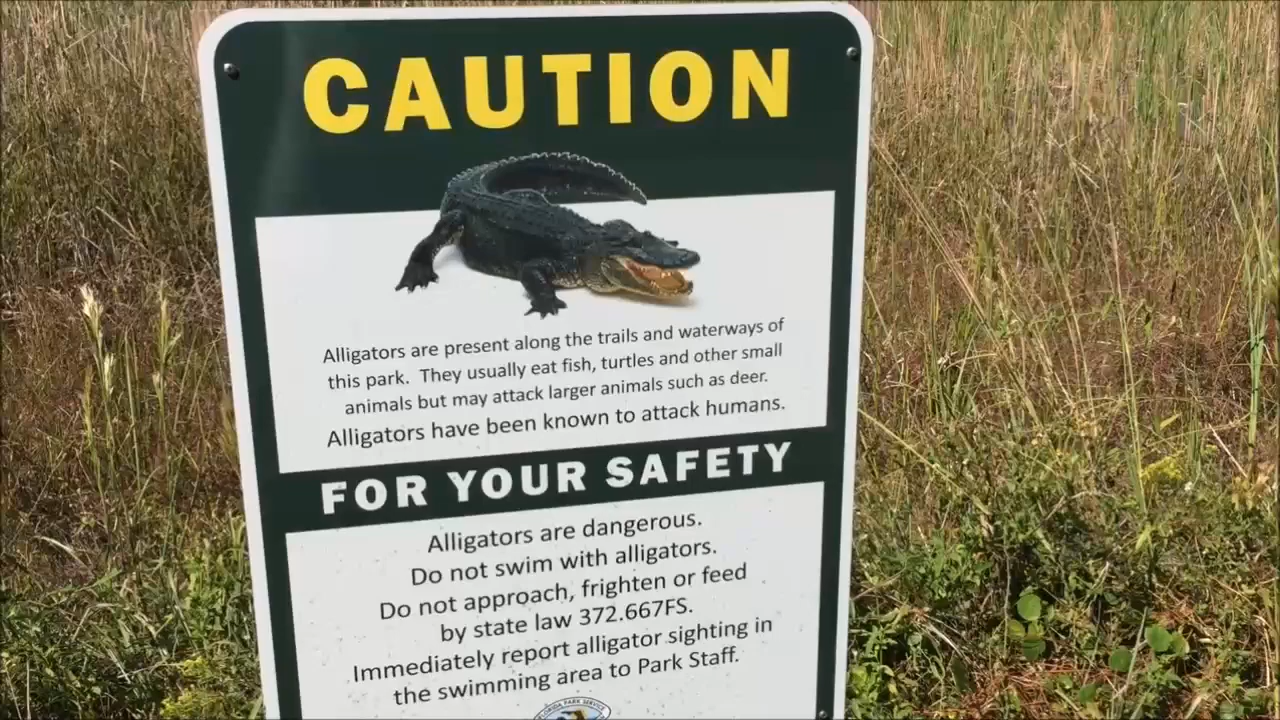 CAUTION
Alligators are present along the trails and waterways of
this park. They usually eat fish, turtles and other small
animals but may attack larger animals such as deer.
Alligators have been known to attack humans.
FOR YOUR SAFETY
Alligators are dangerous.
Do not swim with alligators.
Do not approach, frighten or feed
by state law 372.667FS.
Immediately report alligator sighting in
the swimming area to Park Staff.
FLORIDA PARK SERVICE